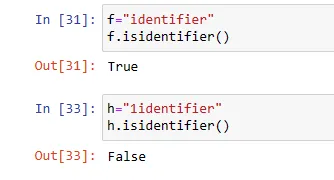 In [31]: f="identifier"
f.isidentifier()
Out[31]: True
In [33]: h="1identifier"
h.isidentifier()
Out[33]: False